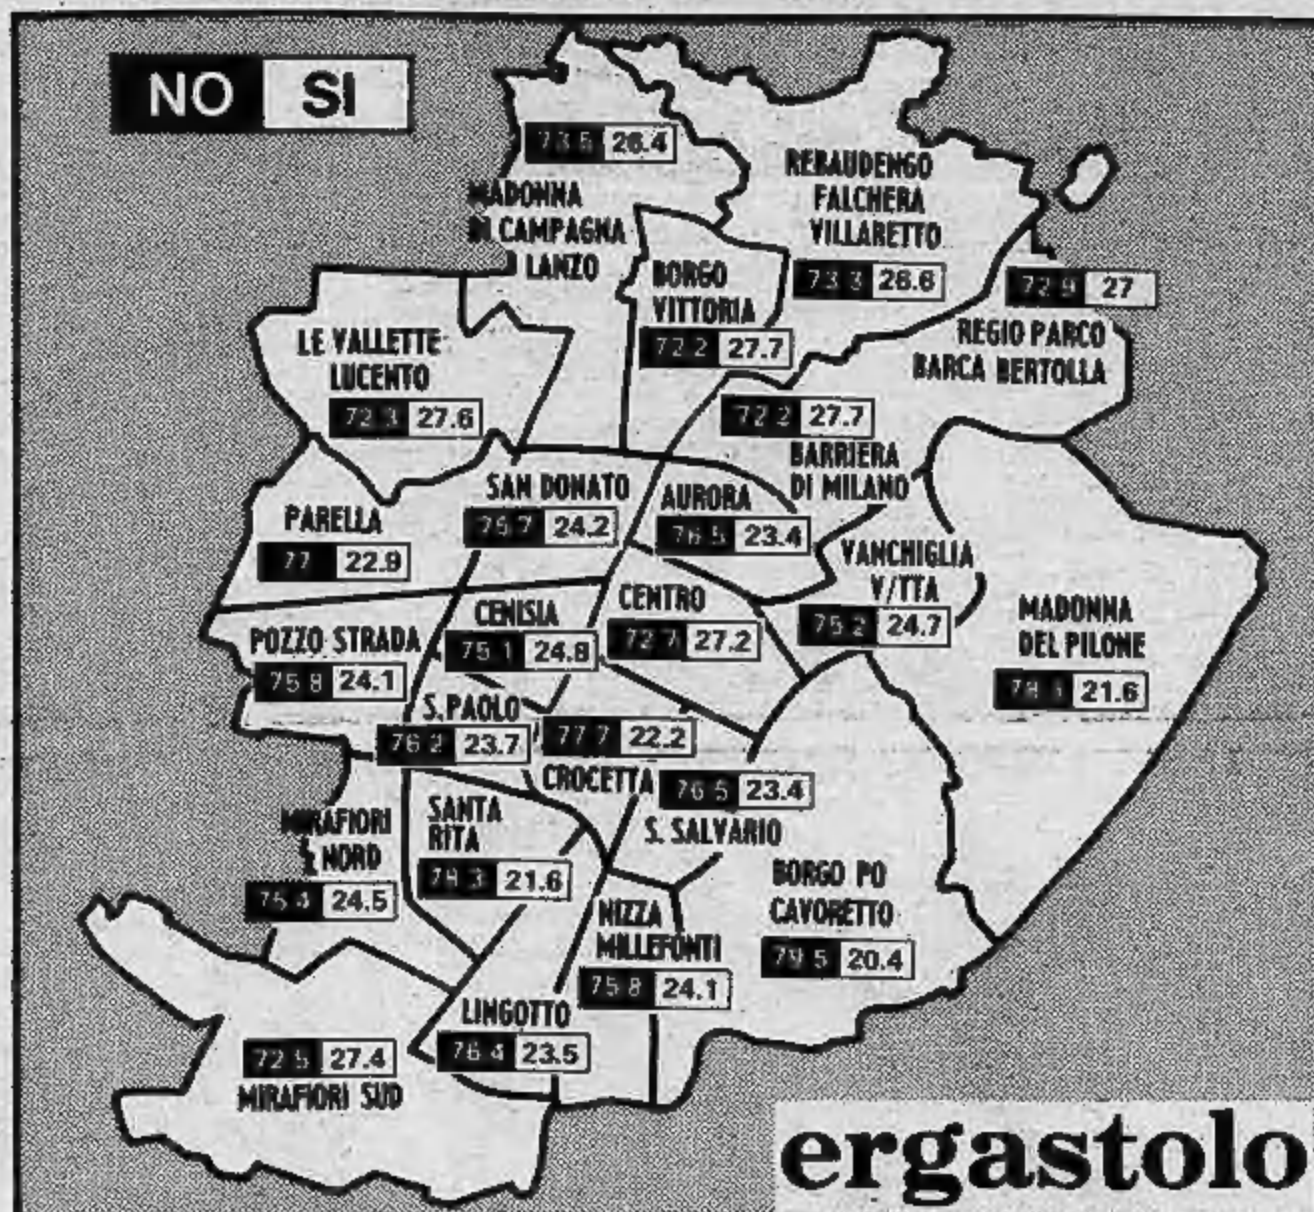 NO SI
73.5 26.4
MADONNA
DI CAMPAGNA
LANZO
REBAUDENGO
FALCHERA
VILLARETTO
73.3 26.6
BORGO
VITTORIA
72.2 27.7
72.9 27
REGIO PARCO
BARCA BERTOLLA
LE VALLETTE
LUCENTO
72.3 27.6
72.2 27.7
BARRIERA
DI MILANO
SAN DONATO
75.7 24.2
AURORA
76.5 23.4
PARELLA
77 22.9
VANCHIGLIA
V/TTA
75.2 24.7
CENISIA
75.1 24.8
CENTRO
72.7 27.2
MADONNA
DEL PILONE
21.6
POZZO STRADA
75.8 24.1
S. PAOLO
76.2 23.7
77.7 22.2
CROCETTA
76.5 23.4
S. SALVARIO
MIRAFIORI
NORD
75.4 24.5
SANTA
RITA
78.3 21.6
NIZZA
MILLEFONTI
75.8 24.1
BORGO PO
CAVORETTO
79.5 20.4
LINGOTTO
76.4 23.5
72.5 27.4
MIRAFIORI SUD
ergastolo